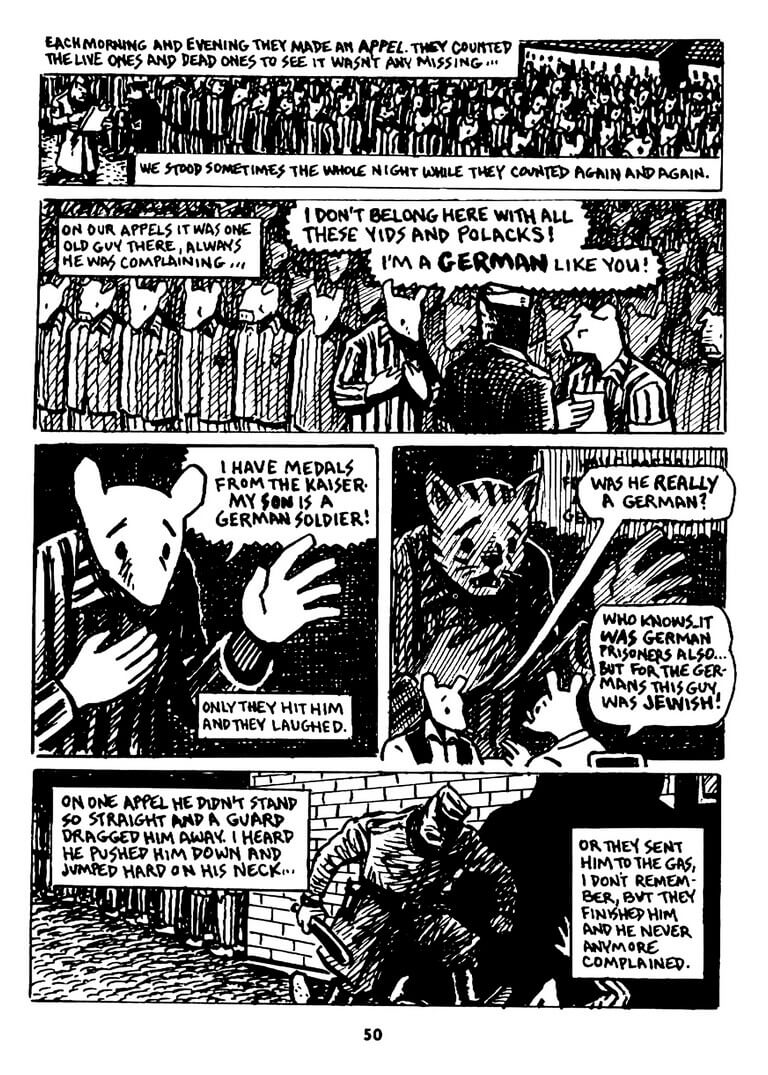 EACH MORNING AND EVENING THEY MADE AN APPEL. THEY COUNTED
THE LIVE ONES AND DEAD ONES TO SEE IT WASN'T ANY MISSING...
WE STOOD SOMETIMES THE WHOLE NIGHT WHILE THEY COUNTED AGAIN AND AGAIN.
ON OUR APPELS IT WAS ONE
OLD GUY THERE, ALWAYS
HE WAS COMPLAINING...
I DON'T BELONG HERE WITH ALL
THESE YIDS AND POLACKS!
I'M A GERMAN LIKE YOU!
I HAVE MEDALS
FROM THE KAISER.
MY SON IS A
GERMAN SOLDIER!
ONLY THEY HIT HIM
AND THEY LAUGHED.
WAS HE REALLY
A GERMAN?
WHO KNOWS..IT
WAS GERMAN
PRISONERS ALSO...
BUT FOR THE GER-
MANS THIS GUY
WAS JEWISH!
ON ONE APPEL HE DIDN'T STAND
SO STRAIGHT AND A GUARD
DRAGGED HIM AWAY. I HEARD
HE PUSHED HIM DOWN AND
JUMPED HARD ON HIS NECK...
OR THEY SENT
HIM TO THE GAS,
I DON'T REMEM-
BER, BUT THEY
FINISHED HIM
AND HE NEVER
ANYMORE
COMPLAINED.
50